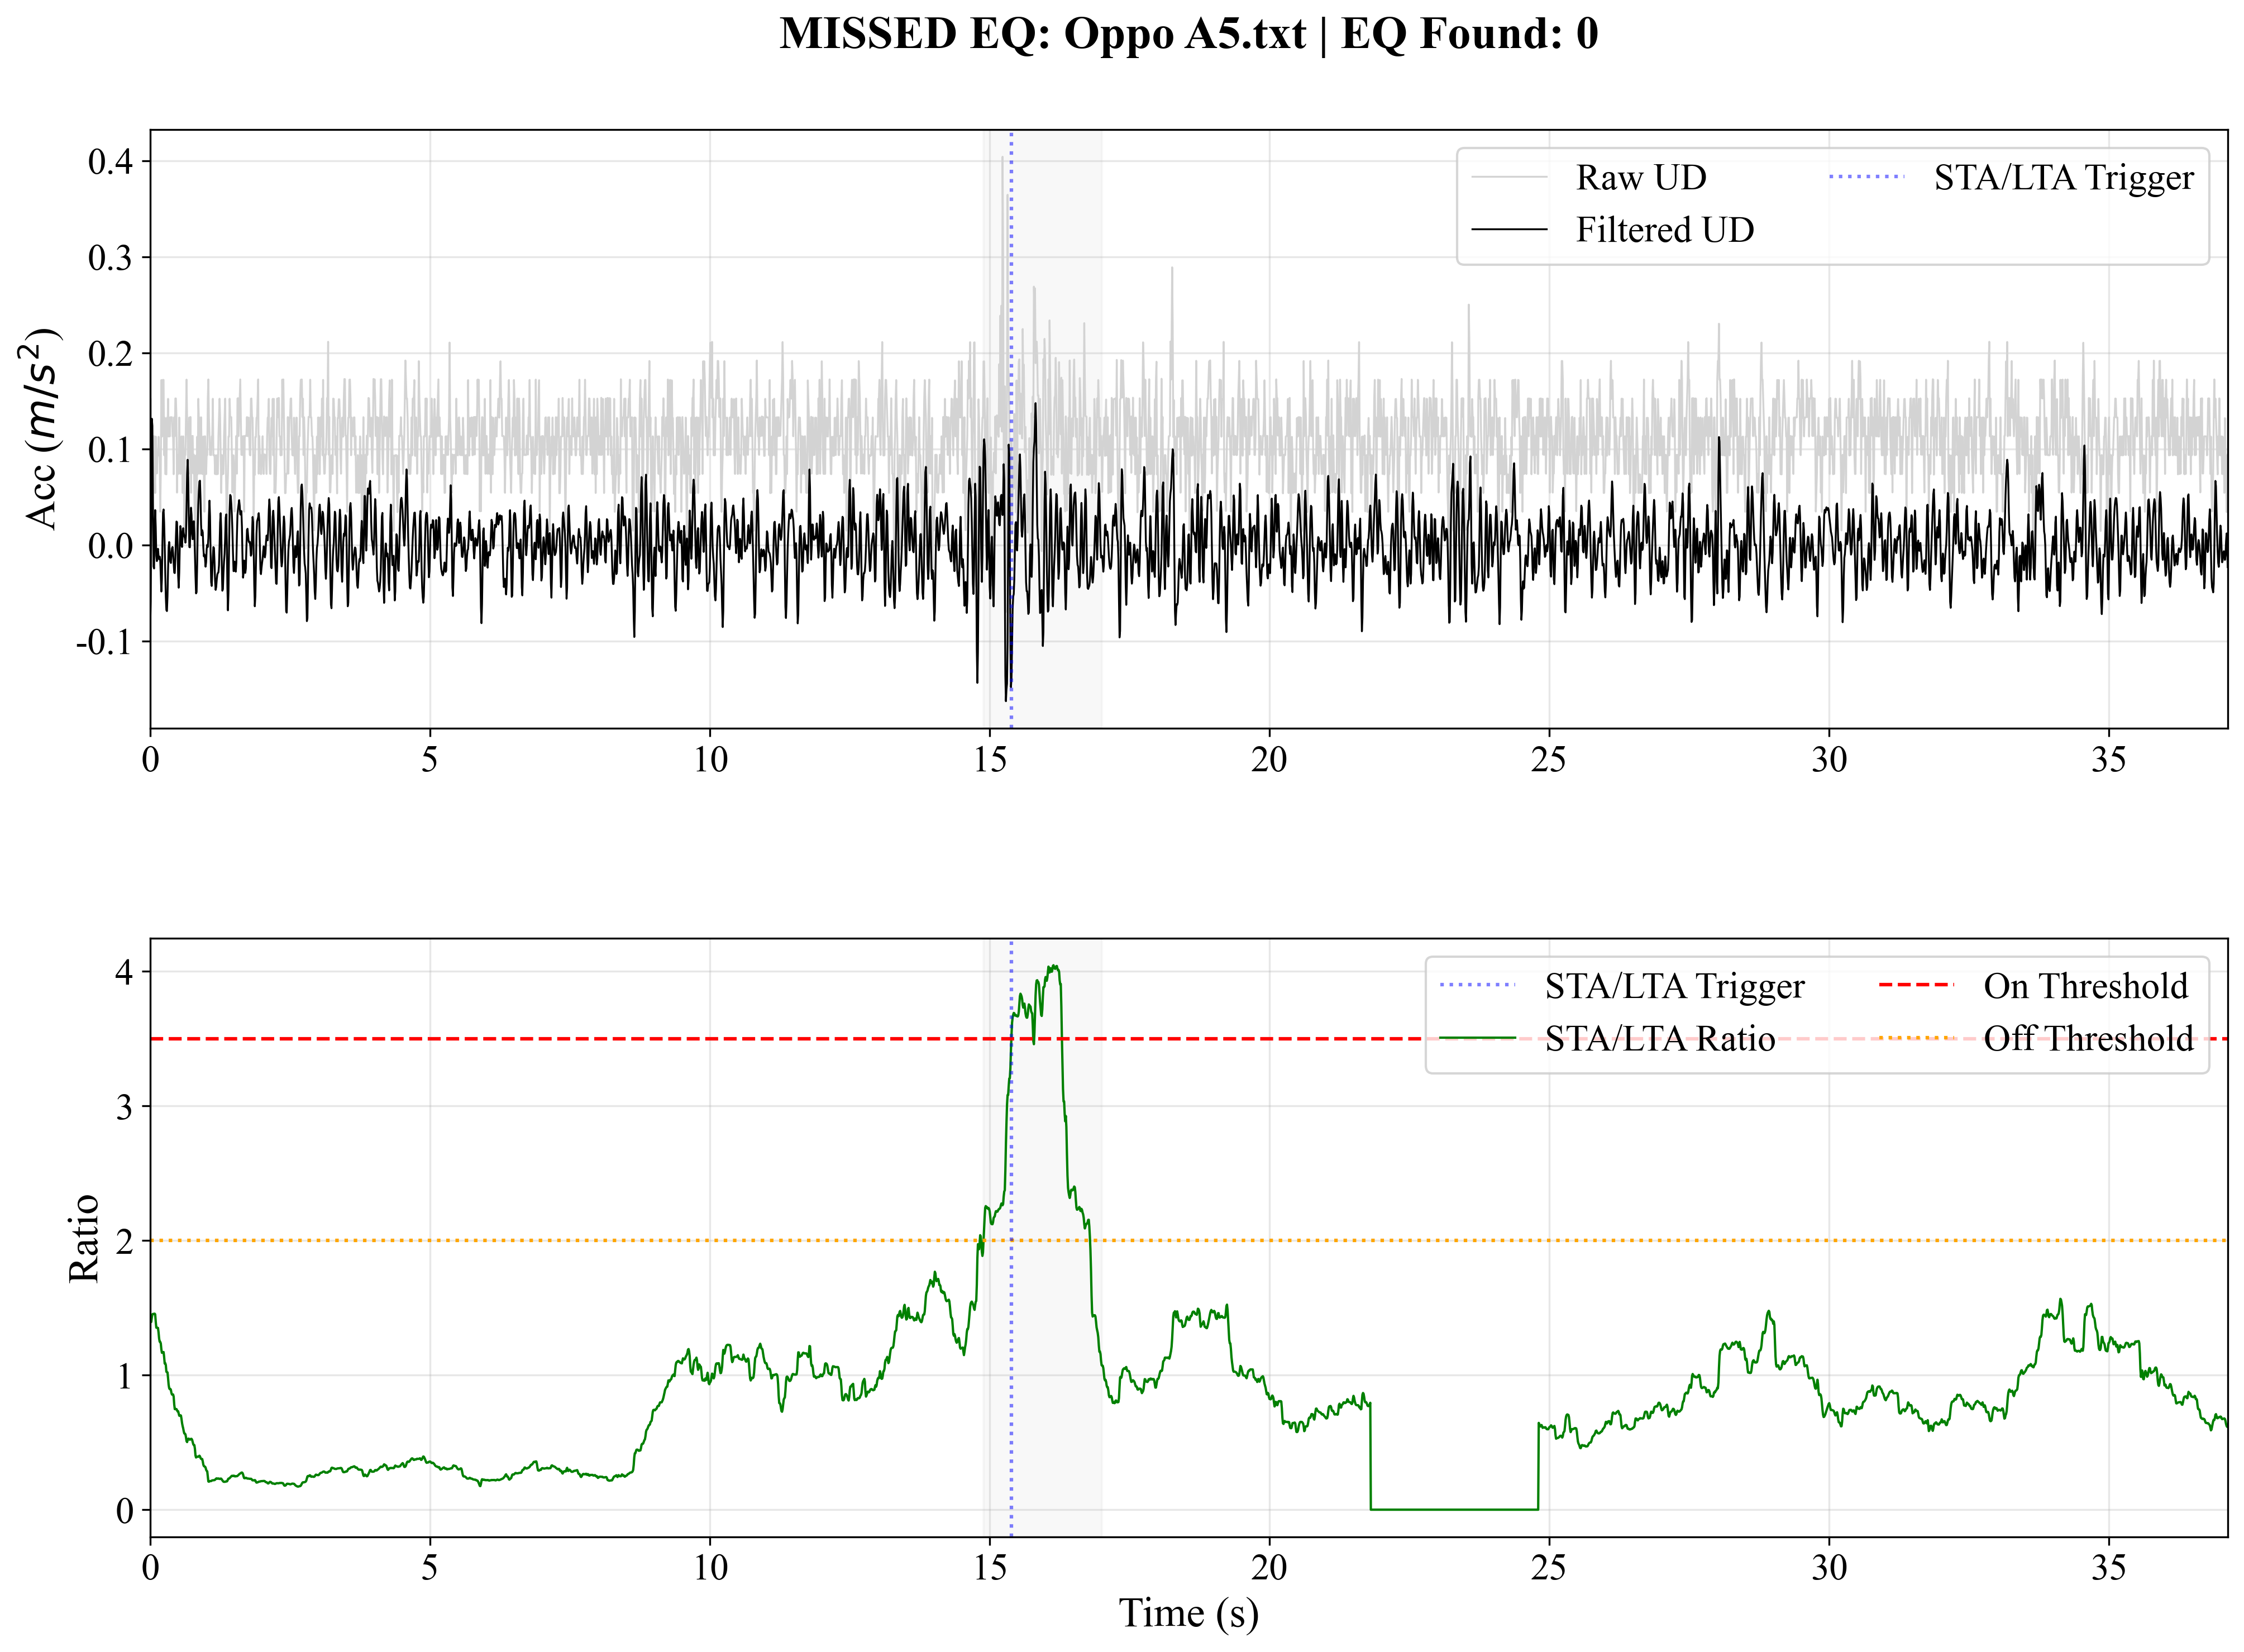 MISSED EQ: Oppo A5.txt | EQ Found: 0
Acc (m/s²)
0.4
0.3
0.2
0.1
0.0
-0.1
Raw UD
Filtered UD
STA/LTA Trigger
0 5 10 15 20 25 30 35
Ratio
4
3
2
1
0
STA/LTA Trigger
STA/LTA Ratio
On Threshold
Off Threshold
0 5 10 15 20 25 30 35
Time (s)